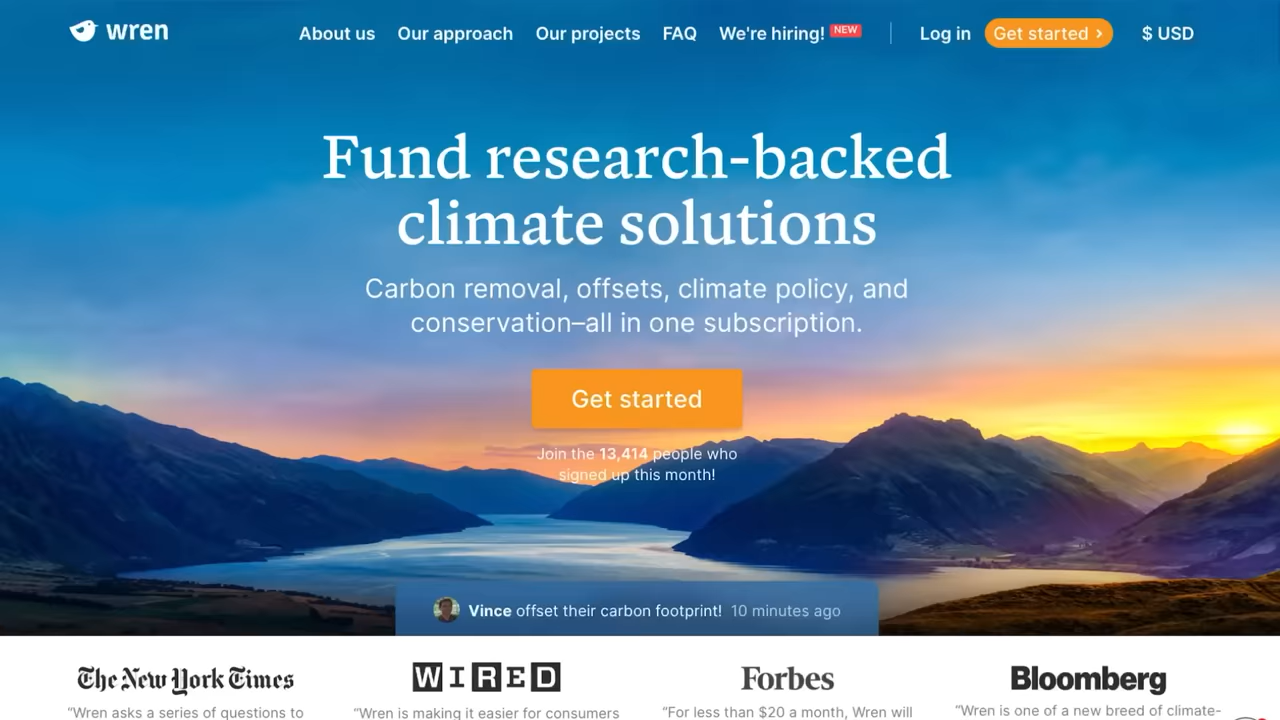 wren
About us
Our approach
Our projects
FAQ
We're hiring! NEW
Log in
Get started ›
$ USD
Fund research-backed
climate solutions
Carbon removal, offsets, climate policy, and
conservation–all in one subscription.
Get started
Join the 13,414 people who
signed up this month!
Vince offset their carbon footprint! 10 minutes ago
The New York Times
WIRED
Forbes
Bloomberg
“Wren asks a series of questions to
“Wren is making it easier for consumers
“For less than $20 a month, Wren will
“Wren is one of a new breed of climate-